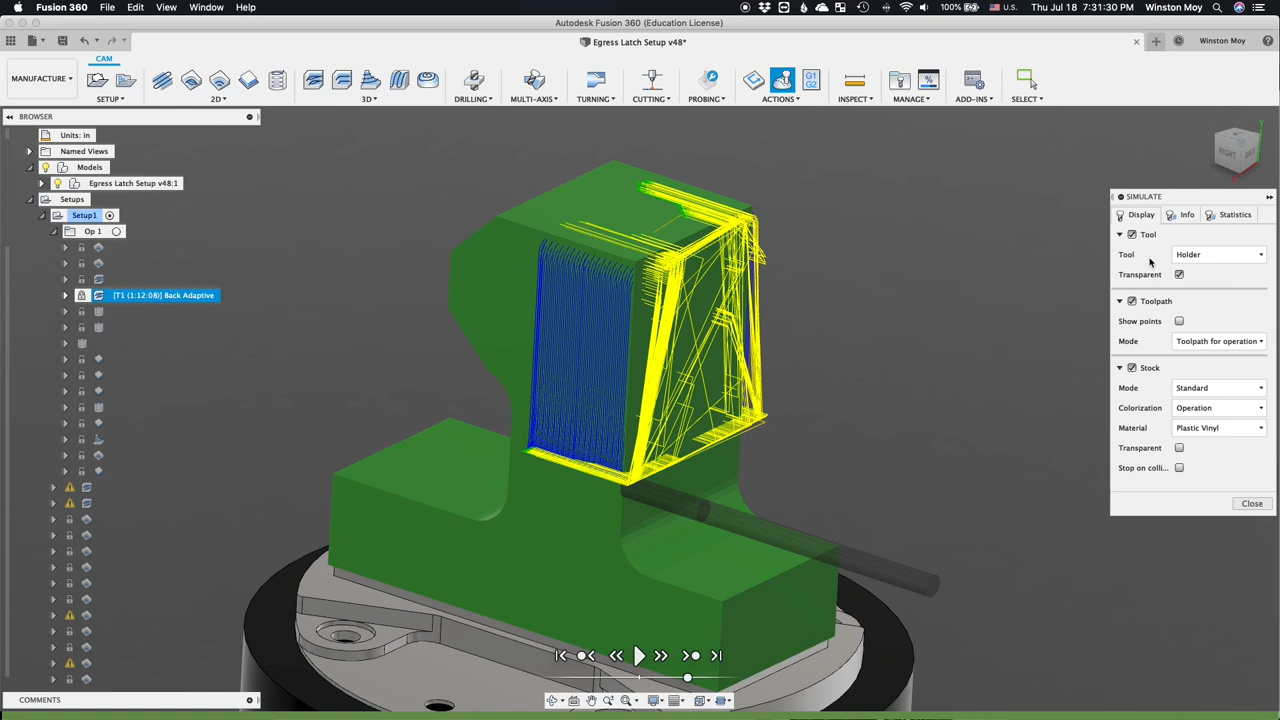 Fusion 360 File Edit View Window Help 100% U.S. Thu Jul 18 7:31:30 PM Winston Moy
Autodesk Fusion 360 (Education License)
Egress Latch Setup v48* Winston Moy
CAM
MANUFACTURE
SETUP 2D 3D DRILLING MULTI-AXIS TURNING CUTTING PROBING G1 G2 ACTIONS INSPECT MANAGE ADD-INS SELECT
BROWSER
Units: in
Named Views
Models
Egress Latch Setup v48:1
Setups
Setup1
Op 1
[T1 (1:12:08)] Back Adaptive
RIGHT BACK
Y
SIMULATE
Display Info Statistics
Tool
Tool Holder
Transparent
Toolpath
Show points
Mode Toolpath for operation
Stock
Mode Standard
Colorization Operation
Material Plastic Vinyl
Transparent
Stop on colli...
Close
COMMENTS